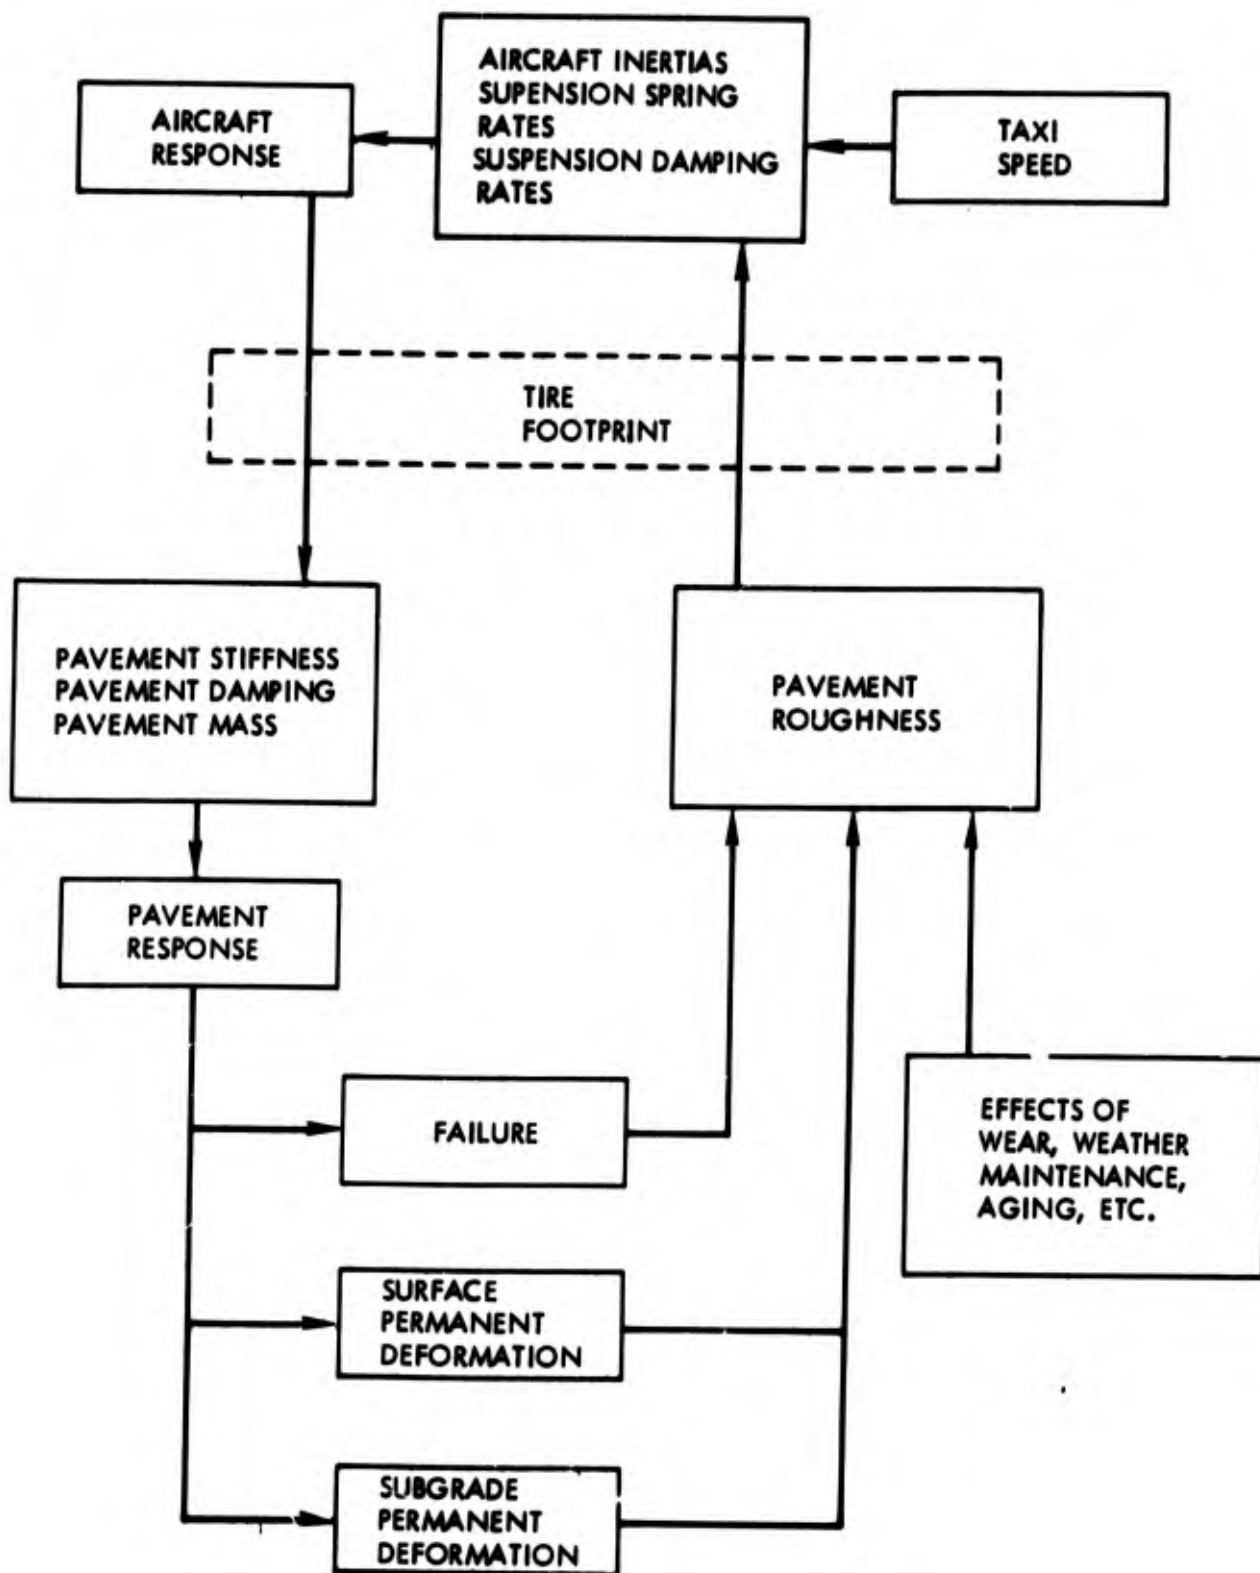 AIRCRAFT
RESPONSE
AIRCRAFT INERTIAS
SUPENSION SPRING
RATES
SUSPENSION DAMPING
RATES
TAXI
SPEED
TIRE
FOOTPRINT
PAVEMENT STIFFNESS
PAVEMENT DAMPING
PAVEMENT MASS
PAVEMENT
ROUGHNESS
PAVEMENT
RESPONSE
FAILURE
EFFECTS OF
WEAR, WEATHER
MAINTENANCE,
AGING, ETC.
SURFACE
PERMANENT
DEFORMATION
SUBGRADE
PERMANENT
DEFORMATION